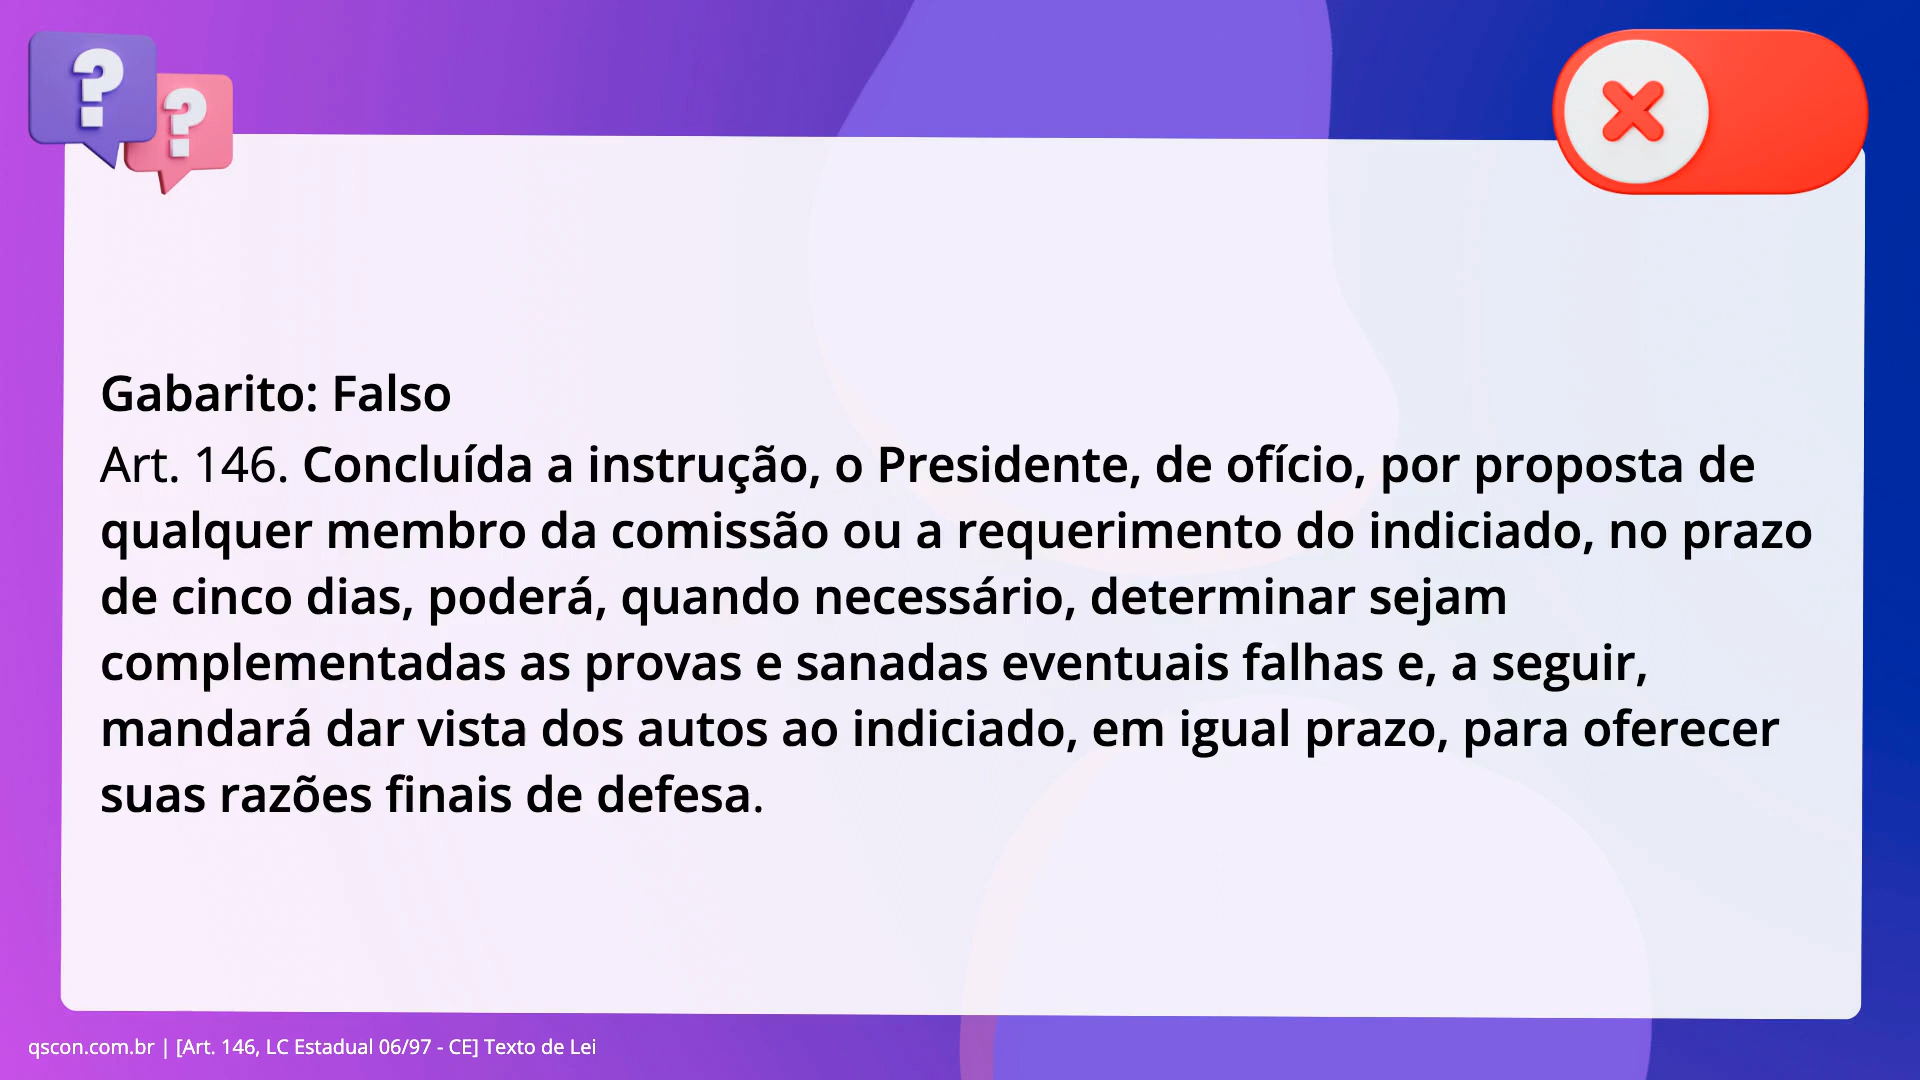 ?
?
Gabarito: Falso
Art. 146. Concluída a instrução, o Presidente, de ofício, por proposta de
qualquer membro da comissão ou a requerimento do indiciado, no prazo
de cinco dias, poderá, quando necessário, determinar sejam
complementadas as provas e sanadas eventuais falhas e, a seguir,
mandará dar vista dos autos ao indiciado, em igual prazo, para oferecer
suas razões finais de defesa.
qscon.com.br | [Art. 146, LC Estadual 06/97 - CE] Texto de Lei